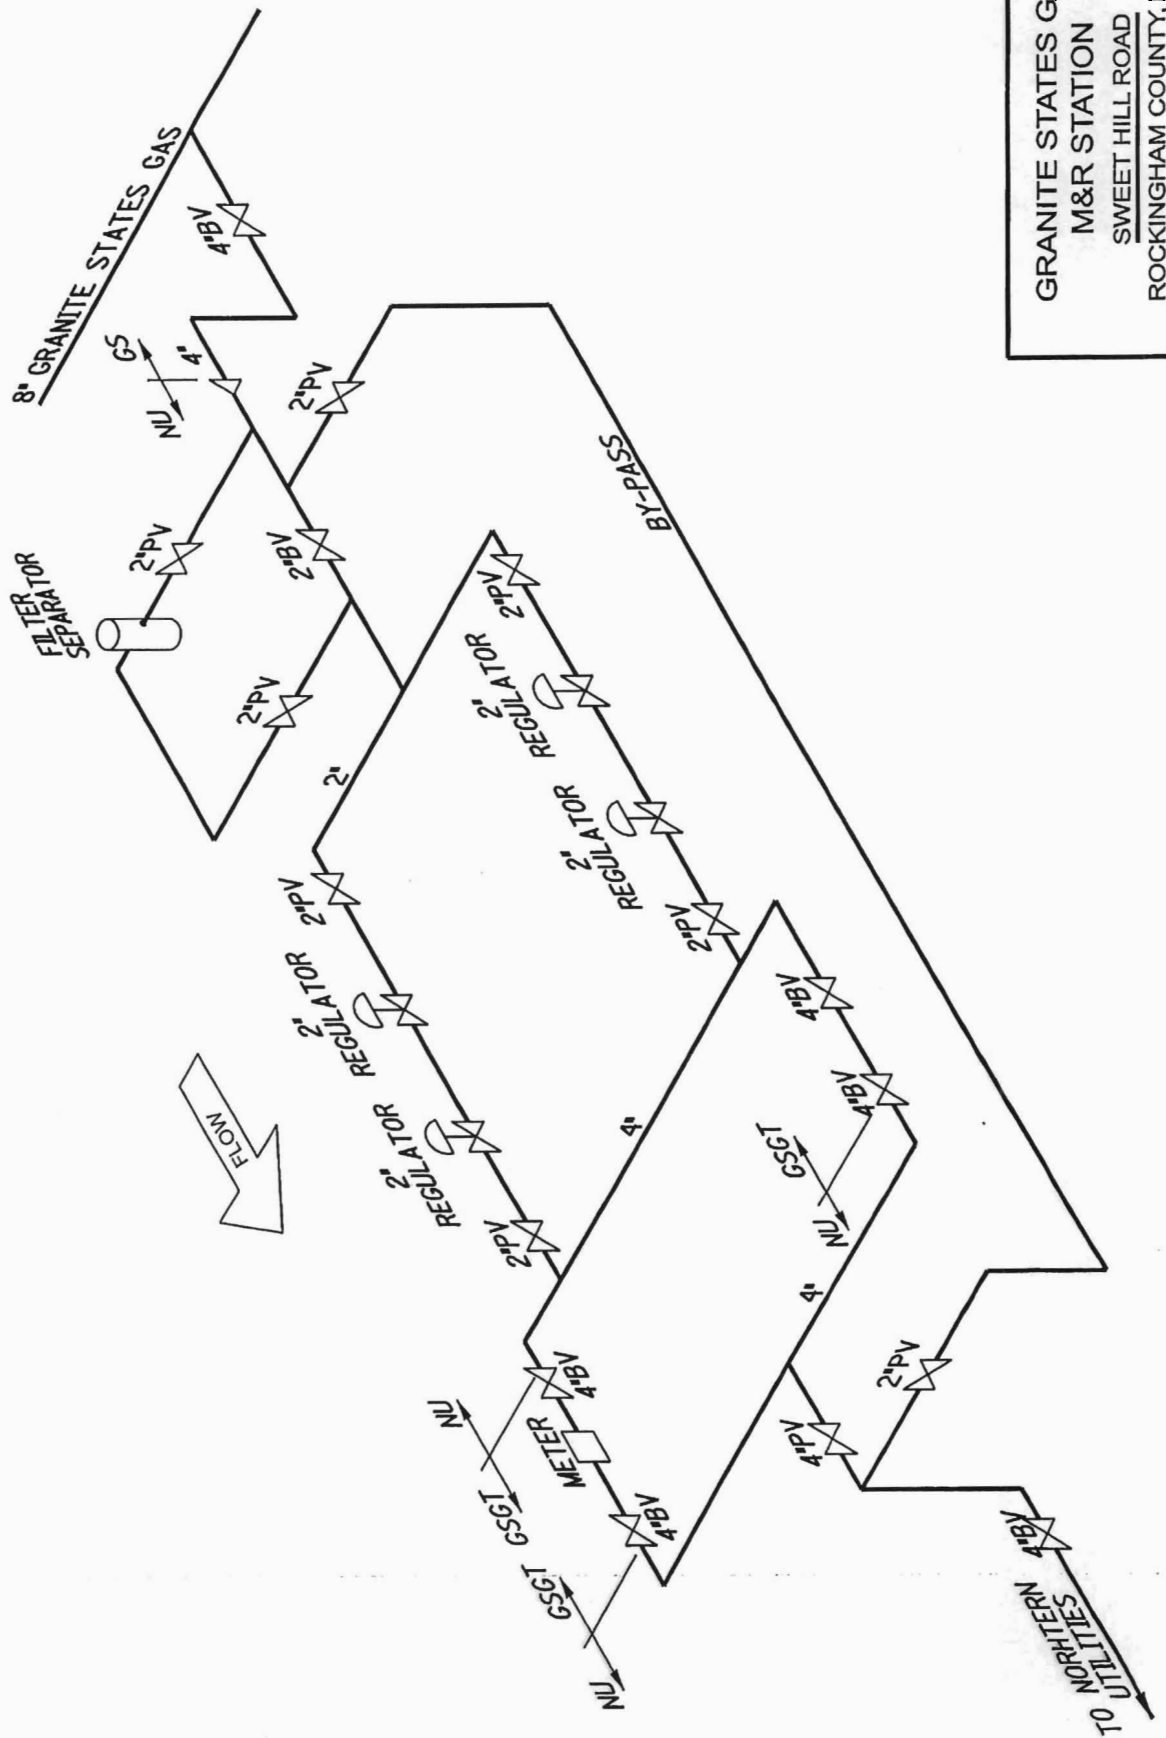 8" GRANITE STATES GAS
4"BV
GS
NU
4"
2"PV
FILTER
SEPARATOR
2"PV
2"BV
2"PV
BY-PASS
2"
2"PV
2"
REGULATOR
2"
REGULATOR
2"PV
2"PV
2"
REGULATOR
2"
REGULATOR
2"PV
FLOW
4"
4"BV
4"BV
GSGT
NU
4"
NU
GSGT
4"BV
METER
4"BV
GSGT
NU
4"PV
2"PV
4"BV
TO NORHTERN
UTILITIES
GRANITE STATES G
M&R STATION
SWEET HILL ROAD
ROCKINGHAM COUNTY,